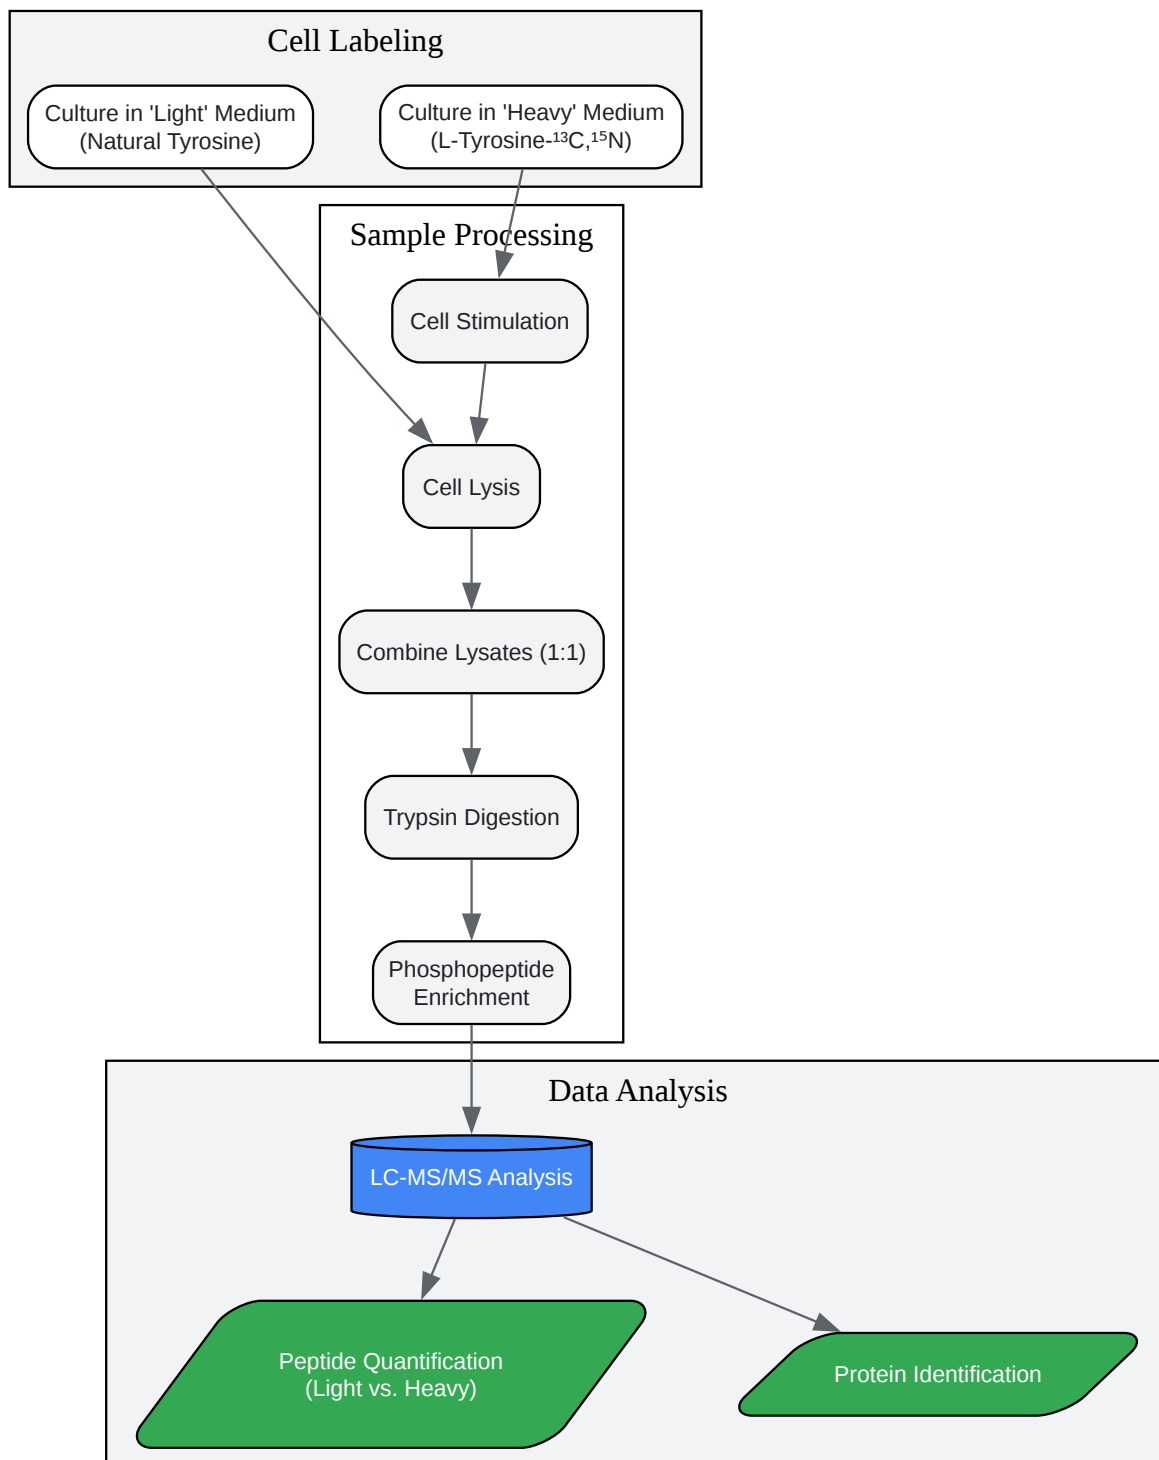 Cell Labeling
Culture in 'Light' Medium
(Natural Tyrosine)
Culture in 'Heavy' Medium
(L-Tyrosine-¹³C,¹⁵N)
Sample Processing
Cell Stimulation
Cell Lysis
Combine Lysates (1:1)
Trypsin Digestion
Phosphopeptide
Enrichment
Data Analysis
LC-MS/MS Analysis
Peptide Quantification
(Light vs. Heavy)
Protein Identification